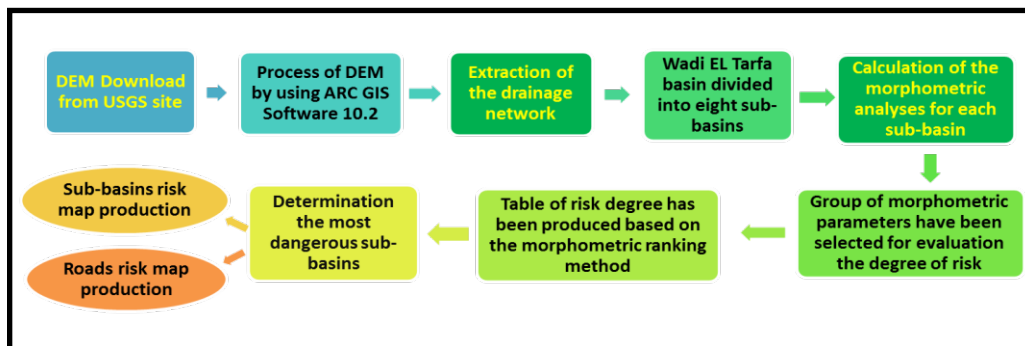 DEM Download
from USGS site
Process of DEM
by using ARC GIS
Software 10.2
Extraction of
the drainage
network
Wadi EL Tarfa
basin divided
into eight sub-
basins
Calculation of the
morphometric
analyses for each
sub-basin
Group of morphometric
parameters have been
selected for evaluation
the degree of risk
Table of risk degree has
been produced based on
the morphometric ranking
method
Determination
the most
dangerous sub-
basins
Sub-basins risk
map production
Roads risk map
production